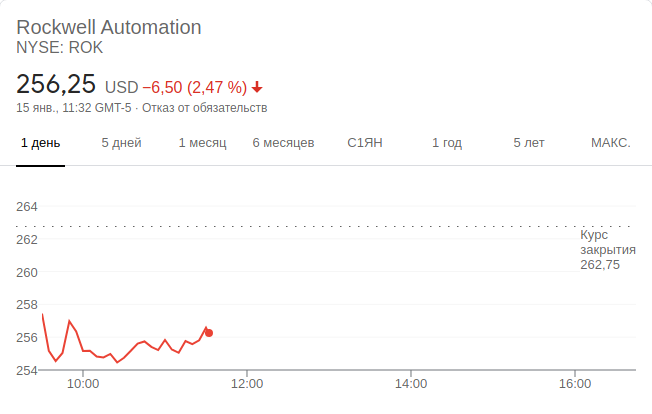 Rockwell Automation
NYSE: ROK
256,25 USD −6,50 (2,47 %)
15 янв., 11:32 GMT-5 · Отказ от обязательств
1 день 5 дней 1 месяц 6 месяцев С1ЯН 1 год 5 лет МАКС.
264
262
260
258
256
254
Курс
закрытия
262,75
10:00 12:00 14:00 16:00